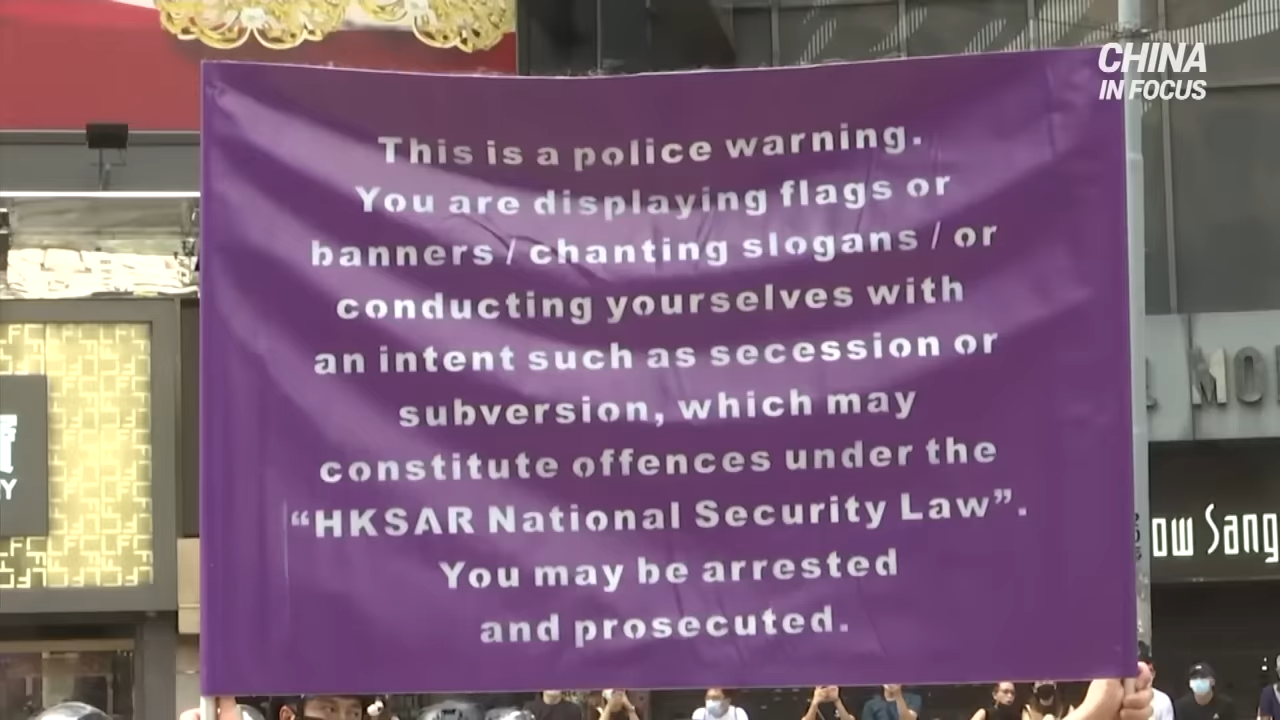 CHINA
IN FOCUS
This is a police warning.
You are displaying flags or
banners / chanting slogans / or
conducting yourselves with
an intent such as secession or
subversion, which may
constitute offences under the
“HKSAR National Security Law”.
You may be arrested
and prosecuted.
MO
ow Sang
Y